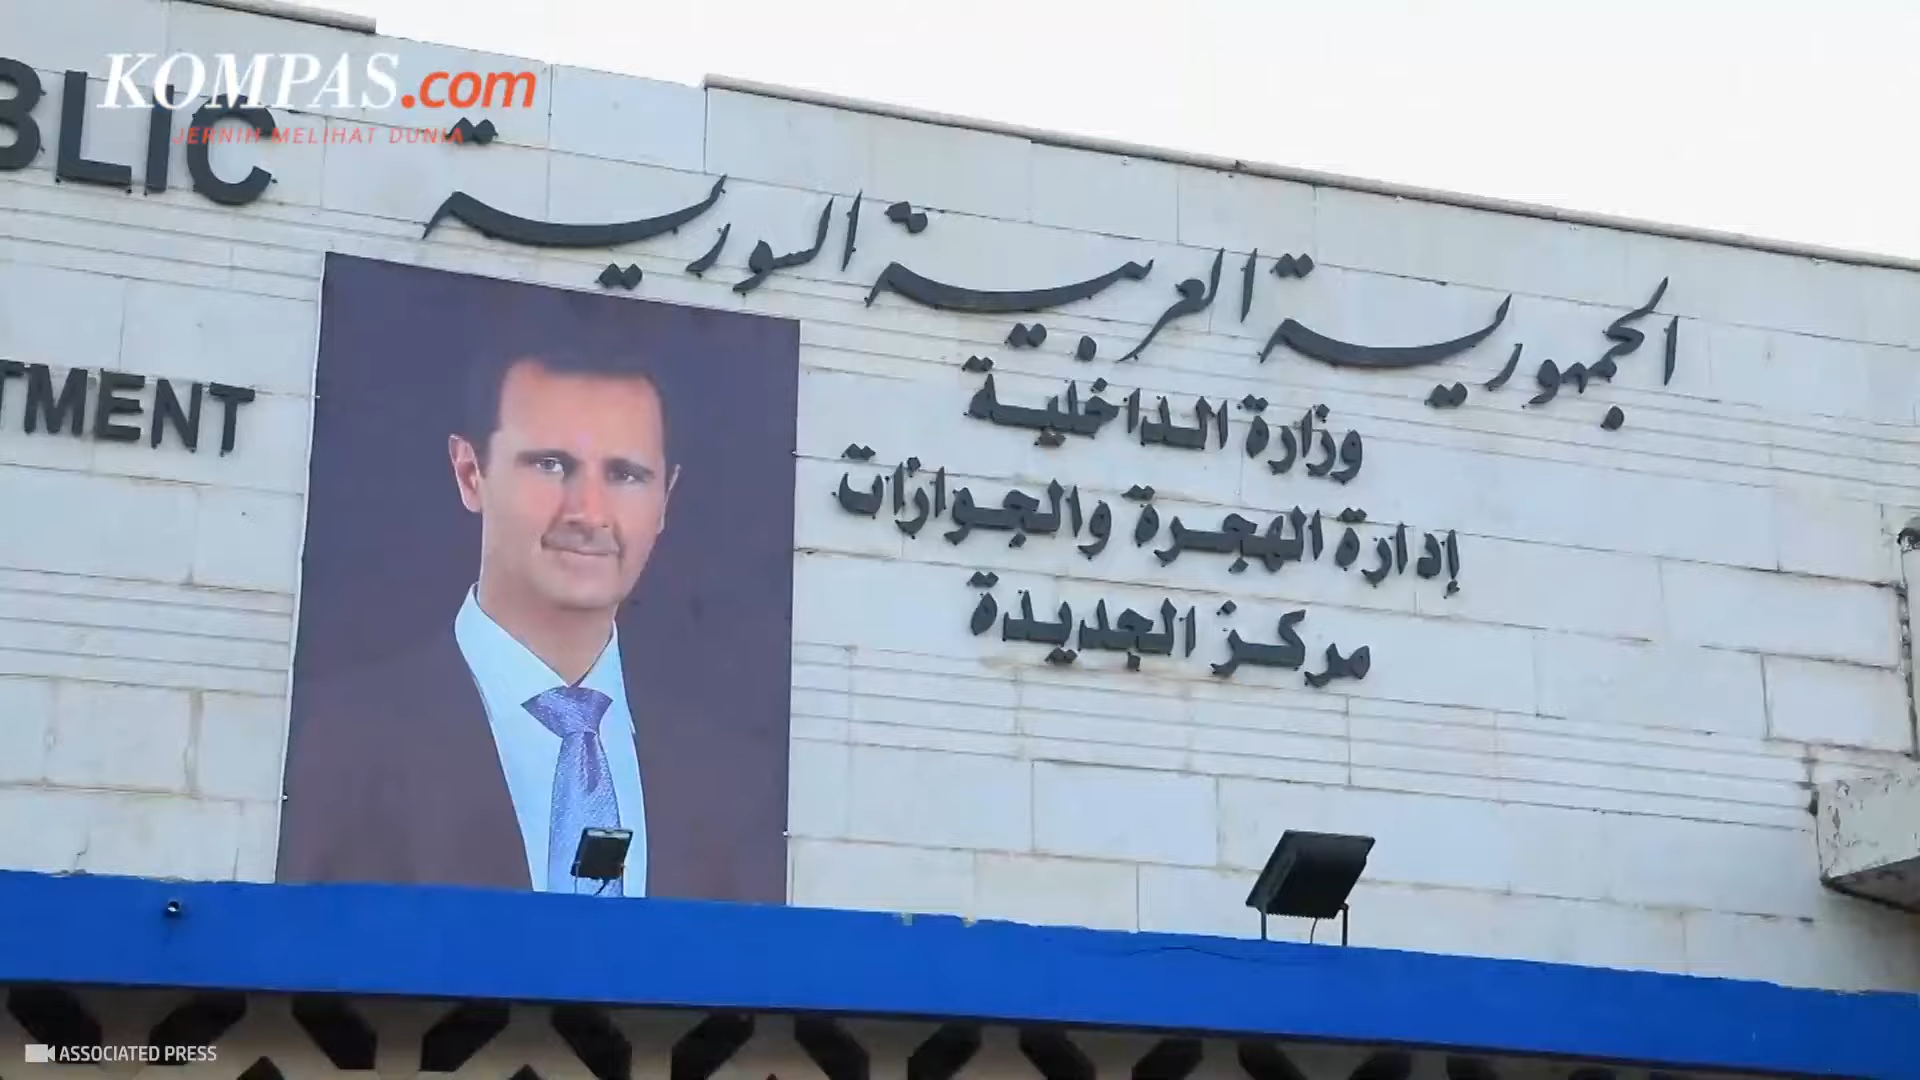 KOMPAS.com
JERNIH MELIHAT DUNIA
BLIC
TMENT
الجمهورية العربية السورية
وزارة الداخلية
إدارة الهجرة والجوازات
مركز الجديدة
ASSOCIATED PRESS